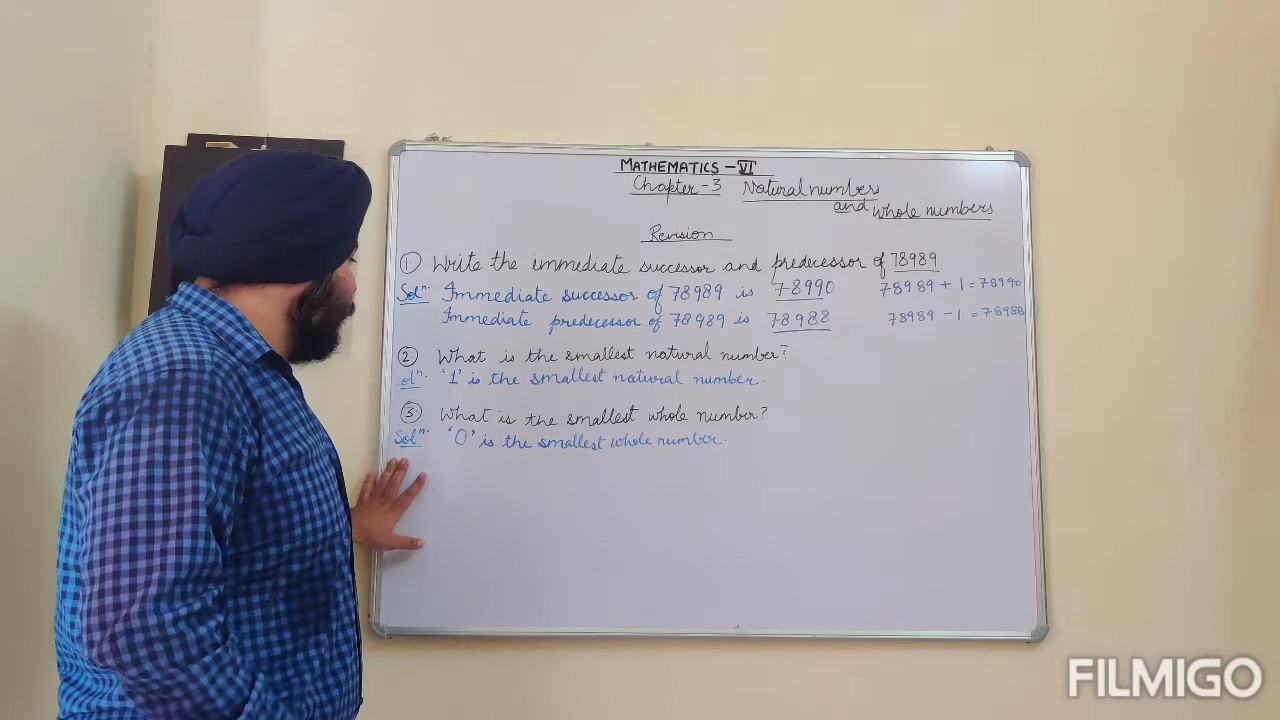 MATHEMATICS - VI
Chapter - 3 Natural numbers
and whole numbers
Revision
① Write the immediate successor and predecessor of 78989.
Solⁿ. Immediate successor of 78989 is 78990 78989 + 1 = 78990
Immediate predecessor of 78989 is 78988 78989 - 1 = 78988
② What is the smallest natural number?
Solⁿ. '1' is the smallest natural number.
③ What is the smallest whole number?
Solⁿ. '0' is the smallest whole number.
FILMIGO